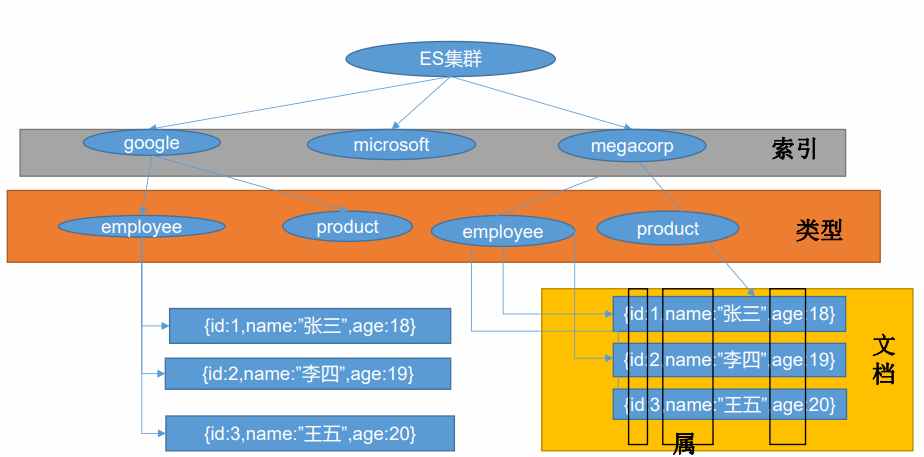 ES集群
google
microsoft
megacorp
索引
employee
product
employee
product
类型
{id:1,name:”张三”,age:18}
{id:2,name:”李四”,age:19}
{id:3,name:”王五”,age:20}
{id:1,name:”张三”,age:18}
{id:2,name:”李四”,age:19}
{id:3,name:”王五”,age:20}
文
档
属